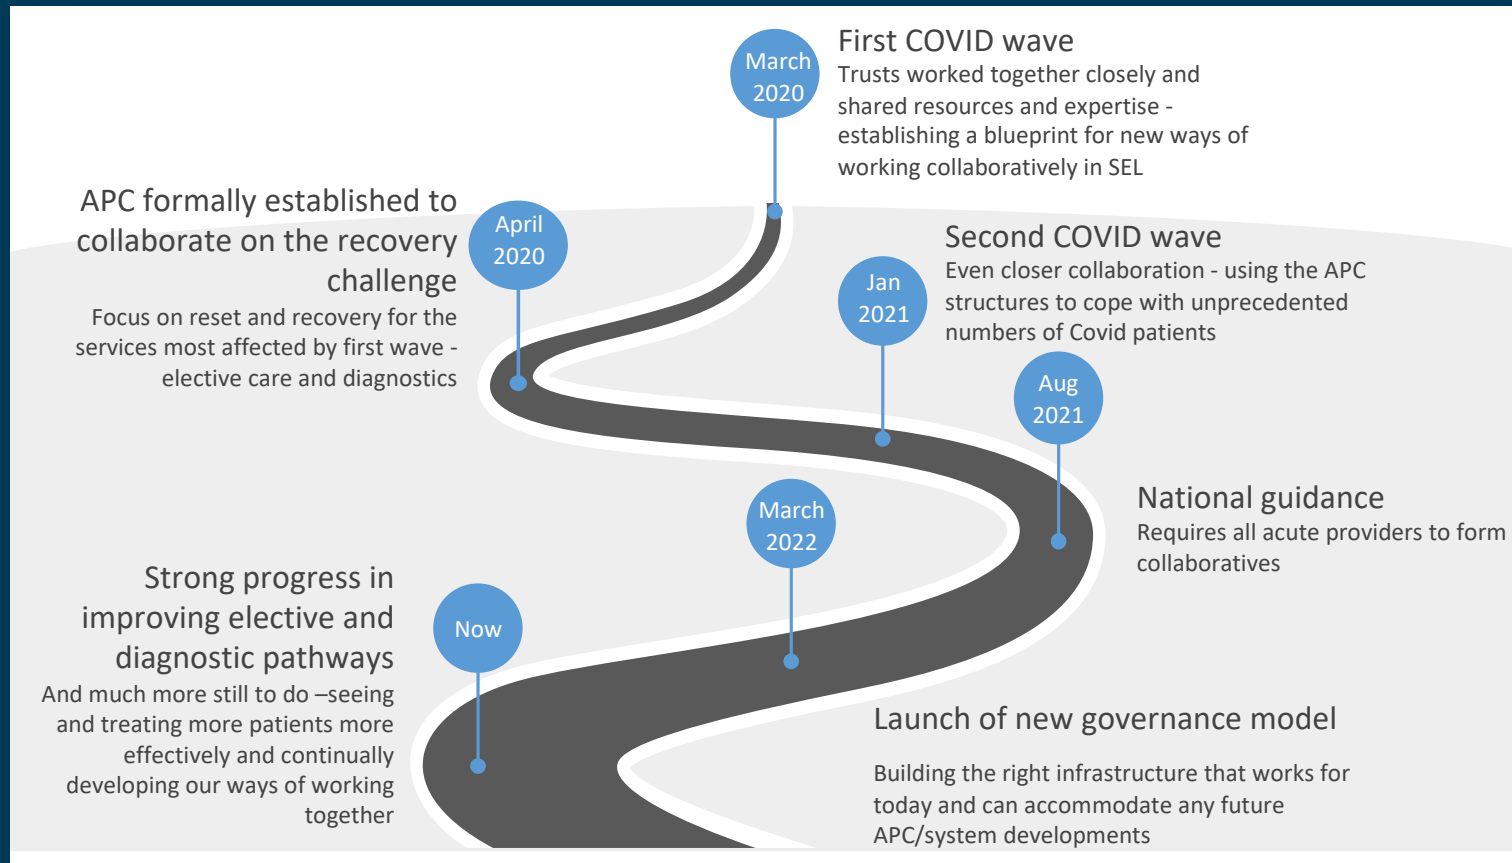 March
2020
First COVID wave
Trusts worked together closely and
shared resources and expertise -
establishing a blueprint for new ways of
working collaboratively in SEL
APC formally established to
collaborate on the recovery
challenge
Focus on reset and recovery for the
services most affected by first wave -
elective care and diagnostics
April
2020
Jan
2021
Second COVID wave
Even closer collaboration - using the APC
structures to cope with unprecedented
numbers of Covid patients
Aug
2021
National guidance
Requires all acute providers to form
collaboratives
March
2022
Launch of new governance model
Building the right infrastructure that works for
today and can accommodate any future
APC/system developments
Now
Strong progress in
improving elective and
diagnostic pathways
And much more still to do –seeing
and treating more patients more
effectively and continually
developing our ways of working
together